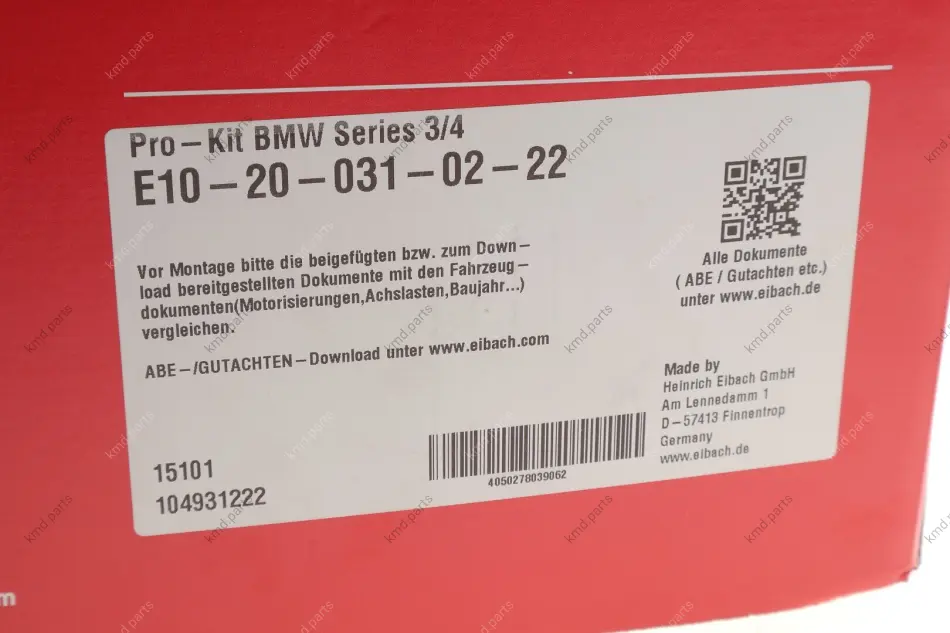 Pro-Kit BMW Series 3/4
E10-20-031-02-22
Vor Montage bitte die beigefügten bzw. zum Down-
load bereitgestellten Dokumente mit den Fahrzeug-
dokumenten(Motorisierungen,Achslasten,Baujahr...)
vergleichen.
ABE-/GUTACHTEN-Download unter www.eibach.com
15101
104931222
4050278039062
Alle Dokumente
( ABE / Gutachten etc.)
unter www.eibach.de
Made by
Heinrich Eibach GmbH
Am Lennedamm 1
D-57413 Finnentrop
Germany
www.eibach.de
m
kmd.parts